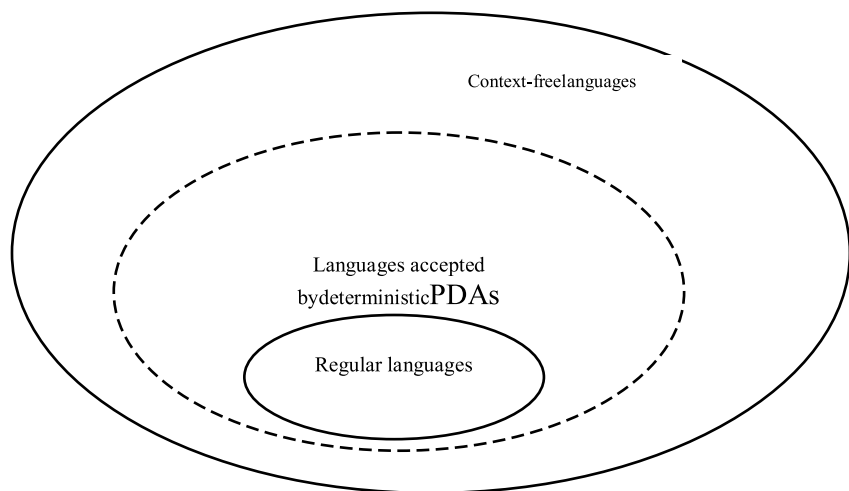 Context-freelanguages
Languages accepted
bydeterministicPDAs
Regular languages